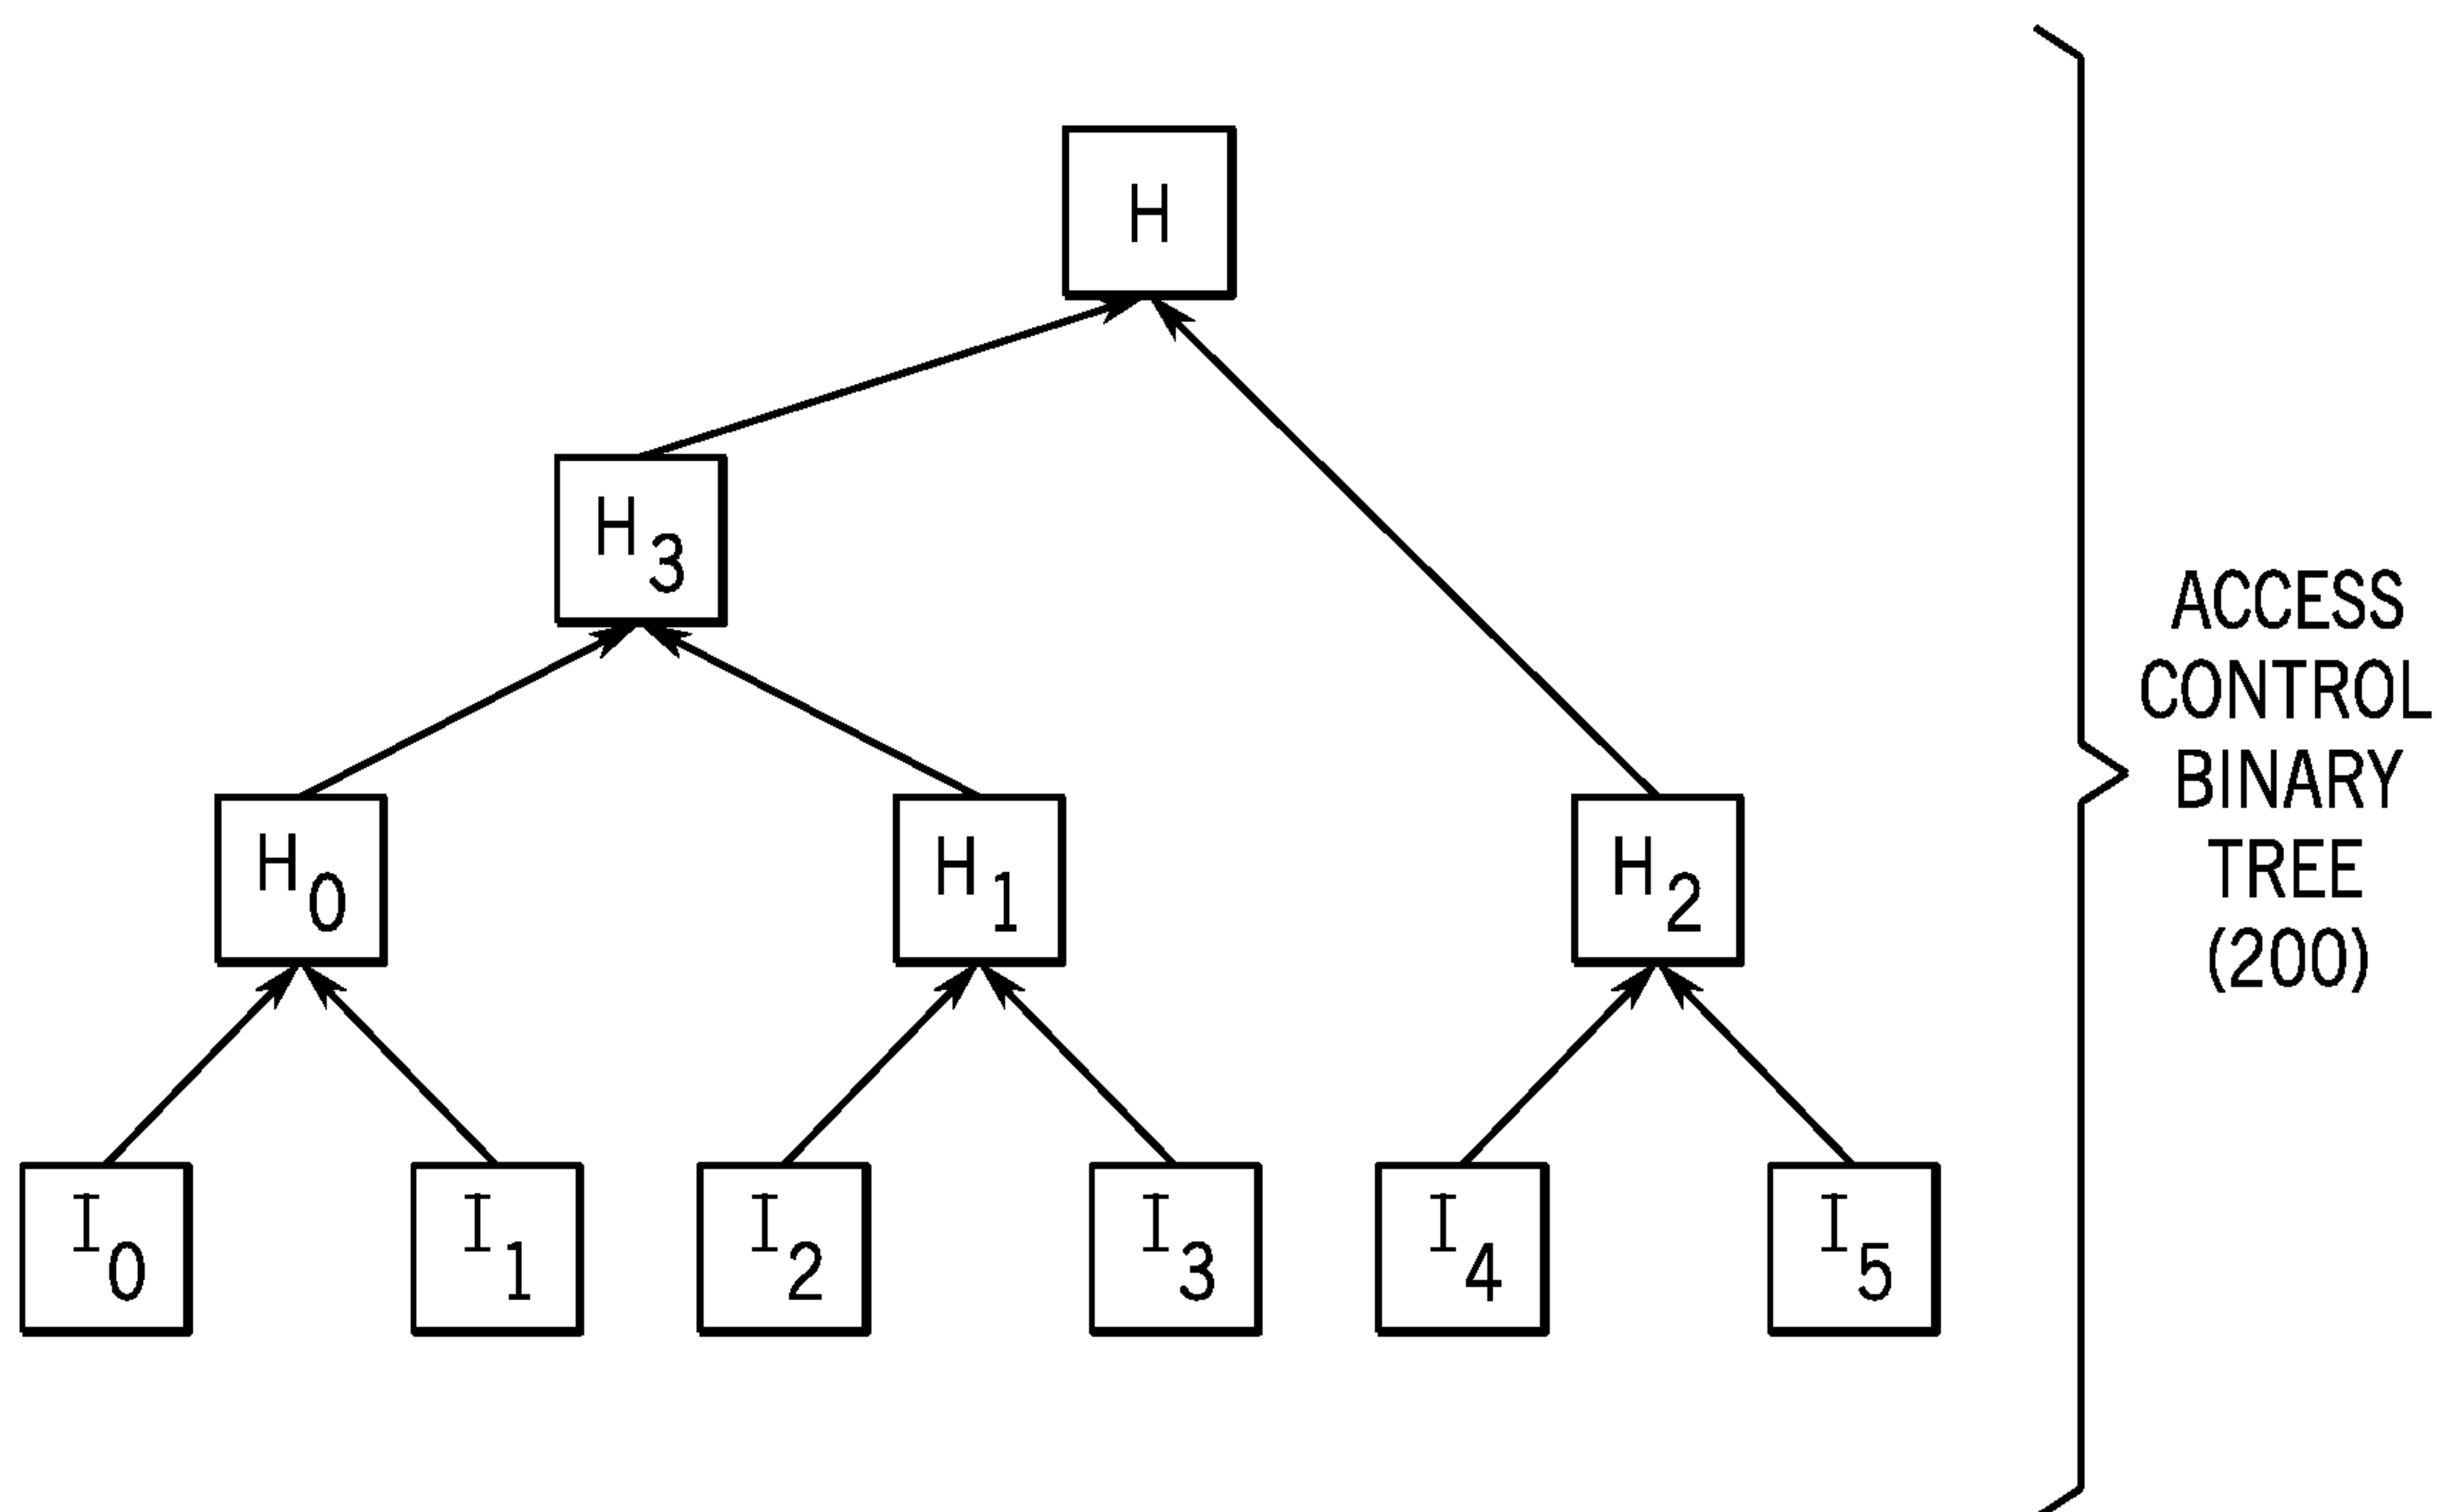 H
H3
H0
H1
H2
I0
I1
I2
I3
I4
I5
ACCESS
CONTROL
BINARY
TREE
(200)